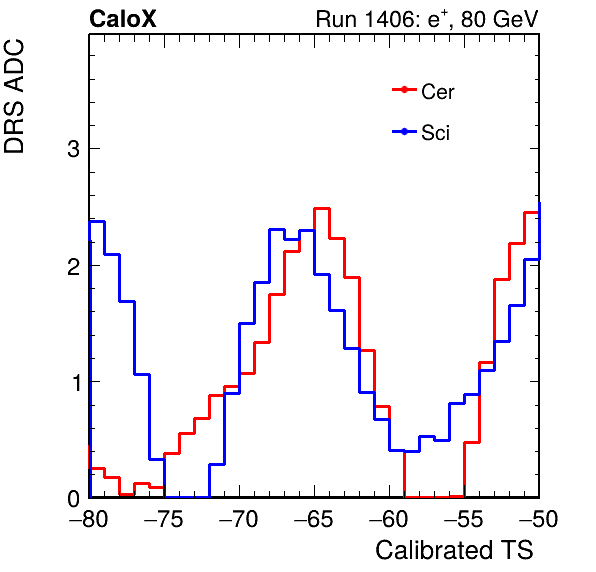 CaloX Run 1406: e⁺, 80 GeV
DRS ADC
Cer
Sci
3
2
1
0
−80 −75 −70 −65 −60 −55 −50
Calibrated TS